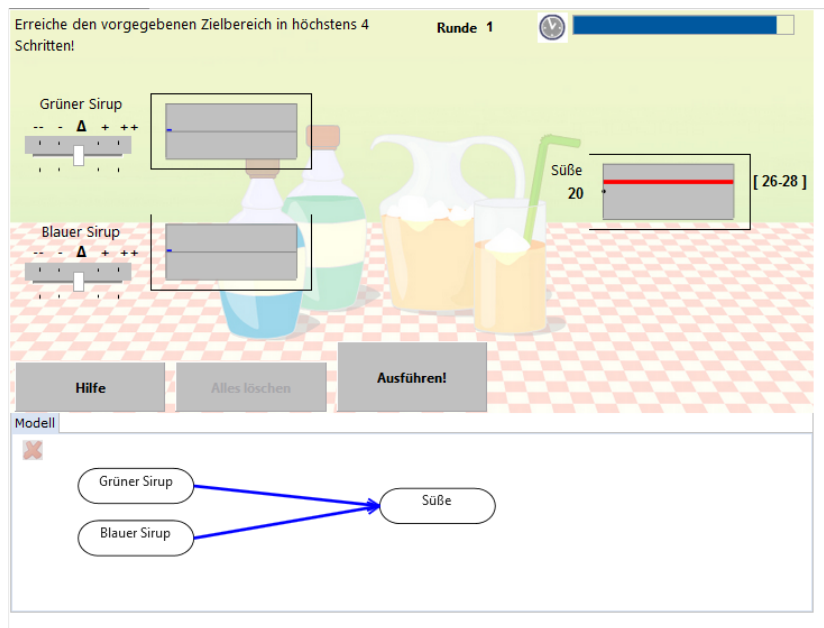 Erreiche den vorgegebenen Zielbereich in höchstens 4
Schritten!
Runde 1
Grüner Sirup
-- - Δ + ++
Süße
20
[ 26-28 ]
Blauer Sirup
-- - Δ + ++
Hilfe
Alles löschen
Ausführen!
Modell
Grüner Sirup
Süße
Blauer Sirup